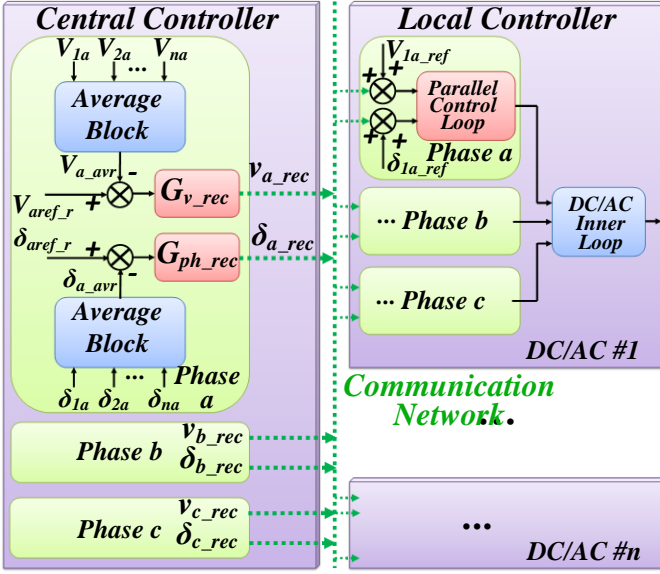 Central Controller
V1a V2a ... Vna
Average
Block
Va_avr
-
+
Varef_r
Gv_rec
va_rec
δaref_r
+
-
δa_avr
Gph_rec
δa_rec
Average
Block
δ1a δ2a ... δna
Phase
a
Phase b
vb_rec
δb_rec
Phase c
vc_rec
δc_rec
Local Controller
V1a_ref
+ +
Parallel
Control
Loop
+ +
δ1a_ref
Phase a
... Phase b
... Phase c
DC/AC
Inner
Loop
DC/AC #1
Communication
Network
...
...
DC/AC #n